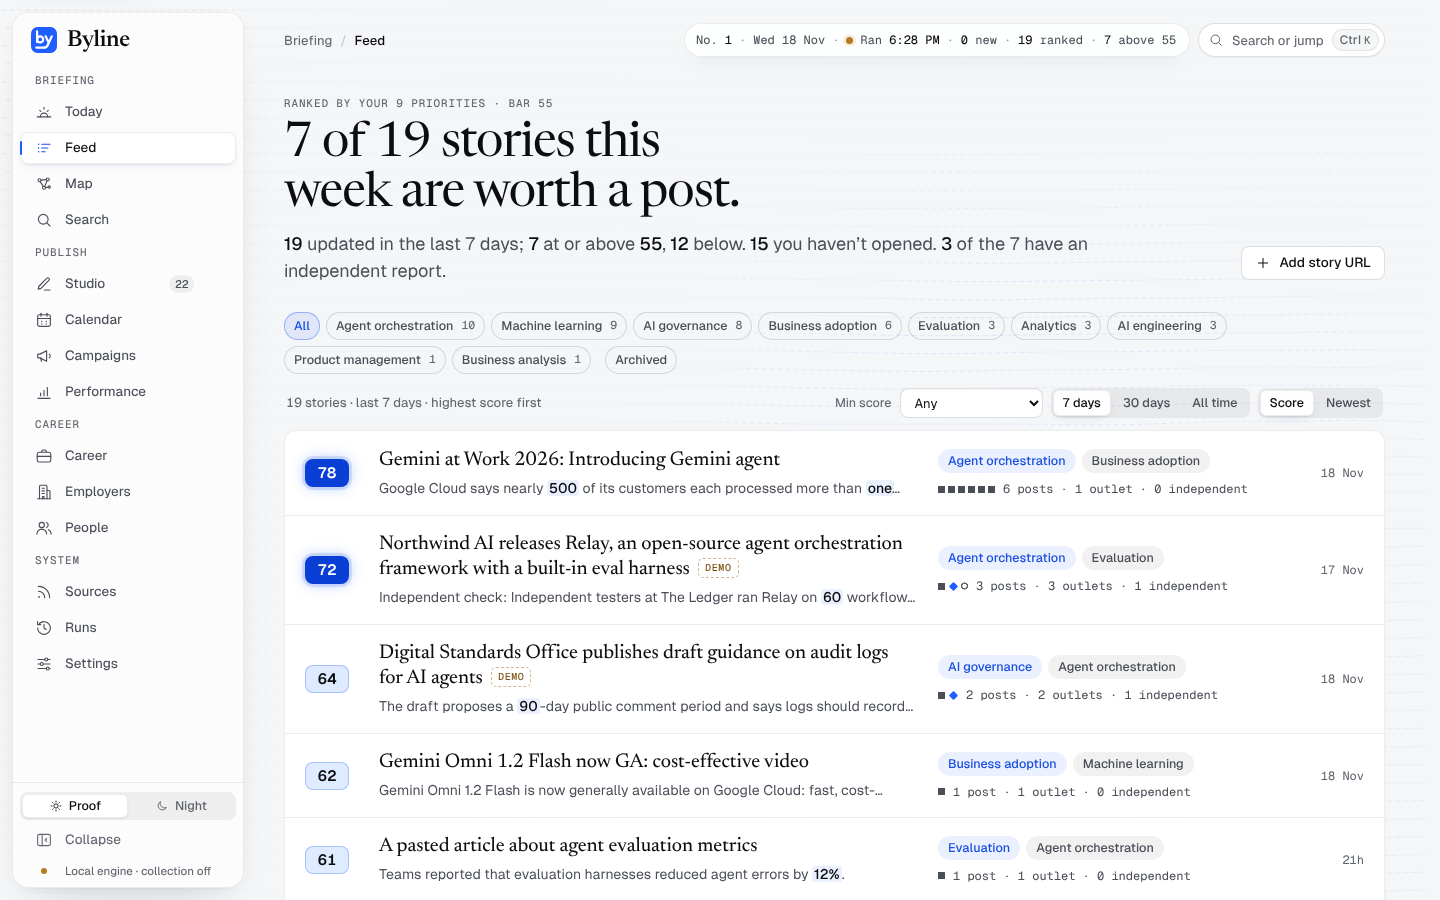 by Byline
BRIEFING
Today
Feed
Map
Search
PUBLISH
Studio 22
Calendar
Campaigns
Performance
CAREER
Career
Employers
People
SYSTEM
Sources
Runs
Settings
Proof Night
Collapse
Local engine · collection off
Briefing / Feed
No. 1 · Wed 18 Nov · Ran 6:28 PM · 0 new · 19 ranked · 7 above 55
Search or jump Ctrl K
RANKED BY YOUR 9 PRIORITIES · BAR 55
7 of 19 stories this
week are worth a post.
19 updated in the last 7 days; 7 at or above 55, 12 below. 15 you haven’t opened. 3 of the 7 have an
independent report.
Add story URL
All Agent orchestration 10 Machine learning 9 AI governance 8 Business adoption 6 Evaluation 3 Analytics 3 AI engineering 3
Product management 1 Business analysis 1 Archived
19 stories · last 7 days · highest score first
Min score Any 7 days 30 days All time Score Newest
78
Gemini at Work 2026: Introducing Gemini agent
Google Cloud says nearly 500 of its customers each processed more than one…
Agent orchestration Business adoption
6 posts · 1 outlet · 0 independent
18 Nov
72
Northwind AI releases Relay, an open-source agent orchestration
framework with a built-in eval harness DEMO
Independent check: Independent testers at The Ledger ran Relay on 60 workflow…
Agent orchestration Evaluation
3 posts · 3 outlets · 1 independent
17 Nov
64
Digital Standards Office publishes draft guidance on audit logs
for AI agents DEMO
The draft proposes a 90-day public comment period and says logs should record…
AI governance Agent orchestration
2 posts · 2 outlets · 1 independent
18 Nov
62
Gemini Omni 1.2 Flash now GA: cost-effective video
Gemini Omni 1.2 Flash is now generally available on Google Cloud: fast, cost-…
Business adoption Machine learning
1 post · 1 outlet · 0 independent
18 Nov
61
A pasted article about agent evaluation metrics
Teams reported that evaluation harnesses reduced agent errors by 12%.
Evaluation Agent orchestration
1 post · 1 outlet · 0 independent
21h